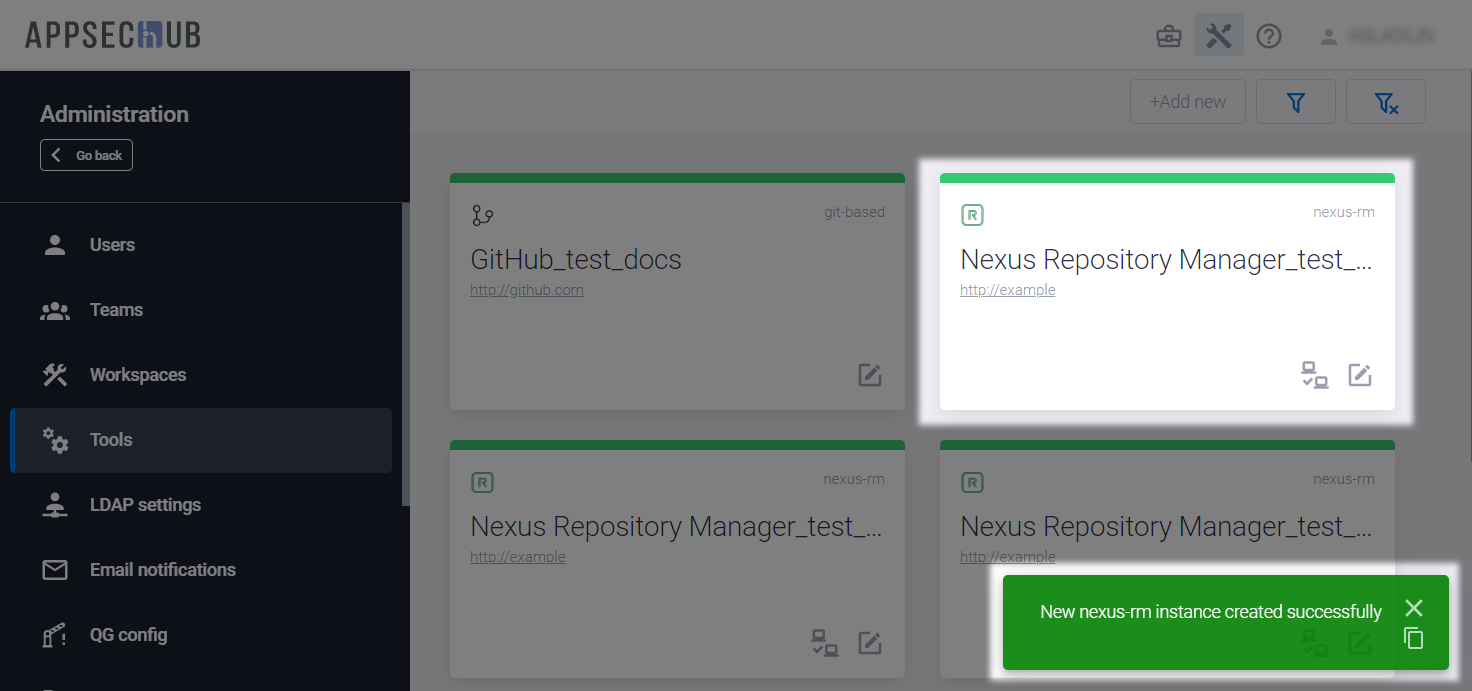 APPSECHUB
Administration
Go back
+Add new
Users
Teams
Workspaces
Tools
LDAP settings
Email notifications
QG config
git-based
GitHub_test_docs
http://github.com
R
nexus-rm
Nexus Repository Manager_test_...
http://example
R
nexus-rm
Nexus Repository Manager_test_...
http://example
R
nexus-rm
Nexus Repository Manager_test_...
http://example
New nexus-rm instance created successfully